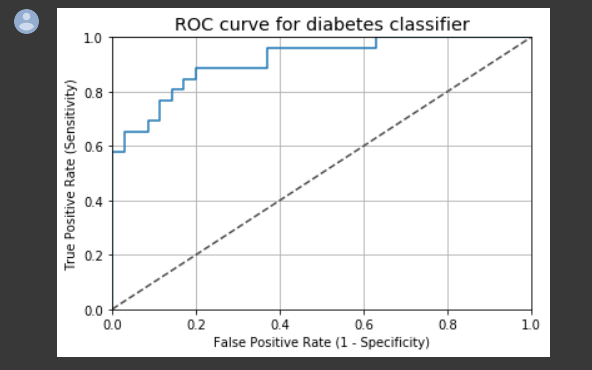 ROC curve for diabetes classifier
1.0
0.8
0.6
0.4
0.2
0.0
True Positive Rate (Sensitivity)
0.0 0.2 0.4 0.6 0.8 1.0
False Positive Rate (1 - Specificity)